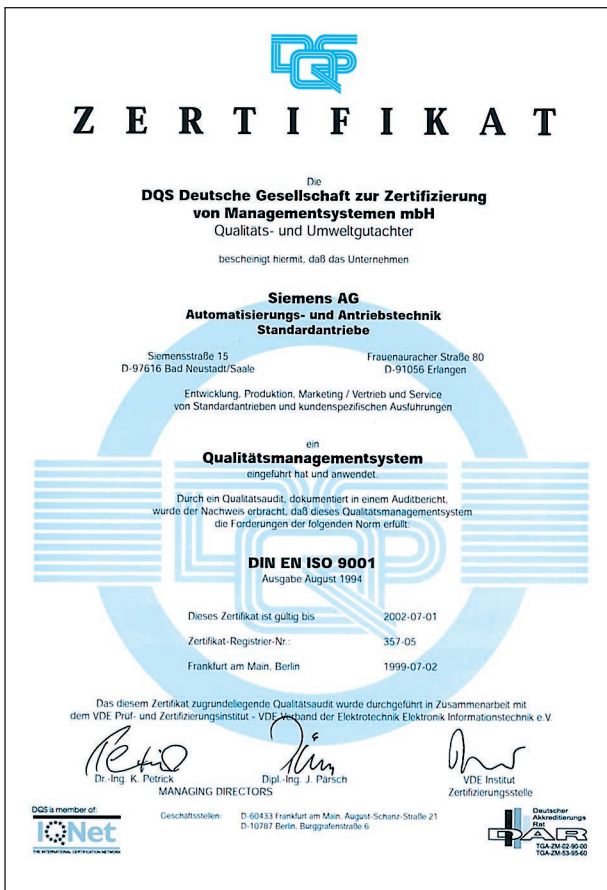 DQS
ZERTIFIKAT
Die
DQS Deutsche Gesellschaft zur Zertifizierung
von Managementsystemen mbH
Qualitäts- und Umweltgutachter
bescheinigt hiermit, daß das Unternehmen
Siemens AG
Automatisierungs- und Antriebstechnik
Standardantriebe
Siemensstraße 15
D-97616 Bad Neustadt/Saale
Frauenauracher Straße 80
D-91056 Erlangen
Entwicklung, Produktion, Marketing / Vertrieb und Service
von Standardantrieben und kundenspezifischen Ausführungen
ein
Qualitätsmanagementsystem
eingeführt hat und anwendet.
Durch ein Qualitätsaudit, dokumentiert in einem Auditbericht,
wurde der Nachweis erbracht, daß dieses Qualitätsmanagementsystem
die Forderungen der folgenden Norm erfüllt:
DQS
DIN EN ISO 9001
Ausgabe August 1994
Dieses Zertifikat ist gültig bis 2002-07-01
Zertifikat-Registrier-Nr.: 357-05
Frankfurt am Main, Berlin 1999-07-02
Das diesem Zertifikat zugrundeliegende Qualitätsaudit wurde durchgeführt in Zusammenarbeit mit
dem VDE Prüf- und Zertifizierungsinstitut - VDE Verband der Elektrotechnik Elektronik Informationstechnik e.V.
Dr.-Ing. K. Petrick
Dipl.-Ing. J. Pärsch
MANAGING DIRECTORS
VDE Institut
Zertifizierungsstelle
DQS is member of:
IQNet
THE INTERNATIONAL CERTIFICATION NETWORK
Geschäftsstellen: D-60433 Frankfurt am Main, August-Schanz-Straße 21
D-10787 Berlin, Burggrafenstraße 6
Deutscher
Akkreditierungs
Rat
DAR
TGA-ZM-02-90-00
TGA-ZM-53-95-60